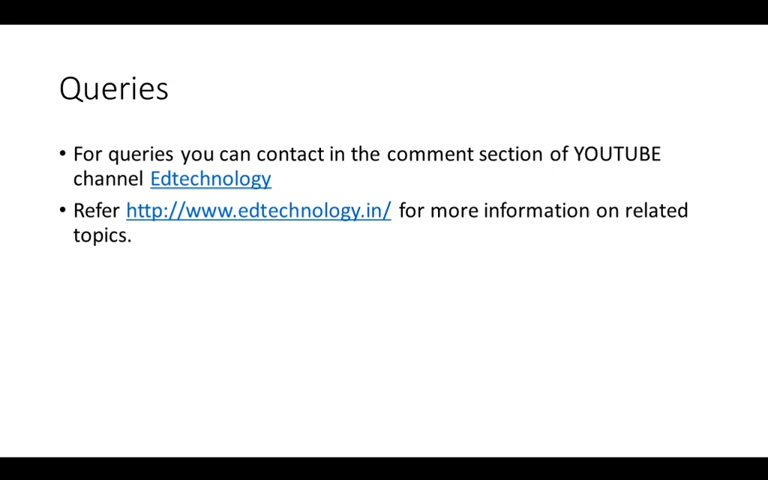 Queries
• For queries you can contact in the comment section of YOUTUBE
channel Edtechnology
• Refer http://www.edtechnology.in/ for more information on related
topics.